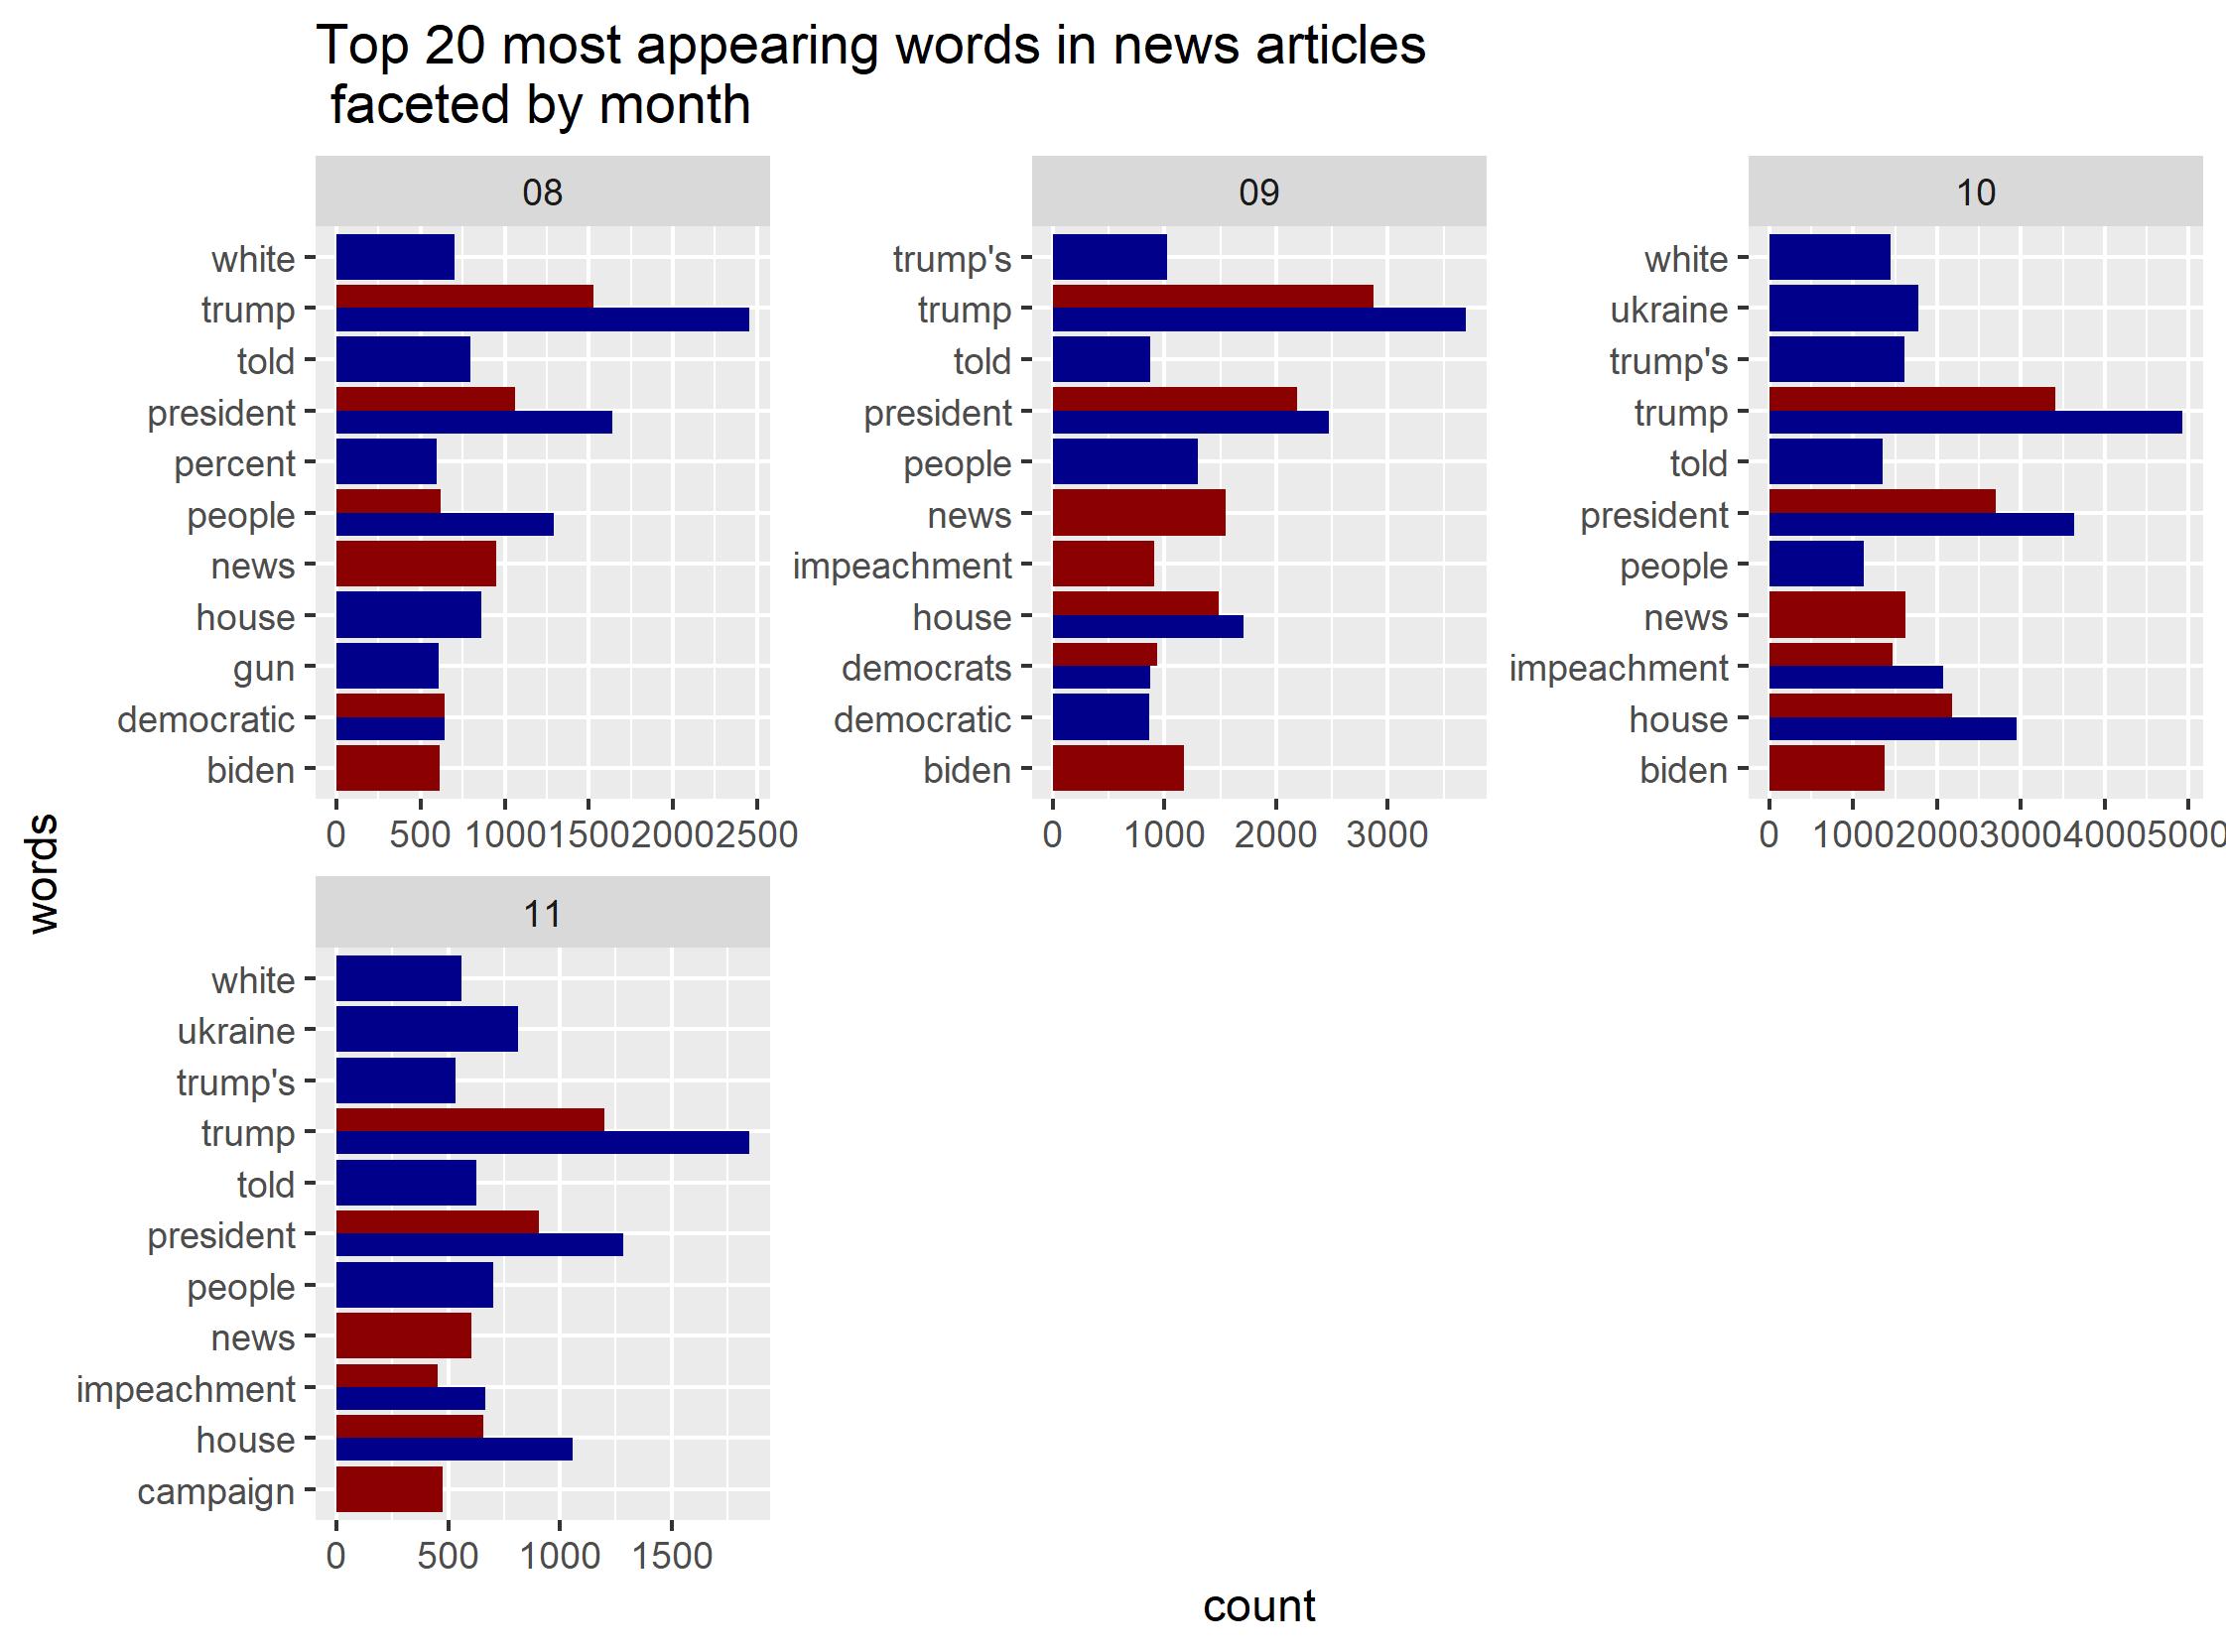 Top 20 most appearing words in news articles
faceted by month
08
white
trump
told
president
percent
people
news
house
gun
democratic
biden
0 500 1000 1500 2000 2500
09
trump's
trump
told
president
people
news
impeachment
house
democrats
democratic
biden
0 1000 2000 3000
10
white
ukraine
trump's
trump
told
president
people
news
impeachment
house
biden
0 1000 2000 3000 4000 5000
words
11
white
ukraine
trump's
trump
told
president
people
news
impeachment
house
campaign
0 500 1000 1500
count